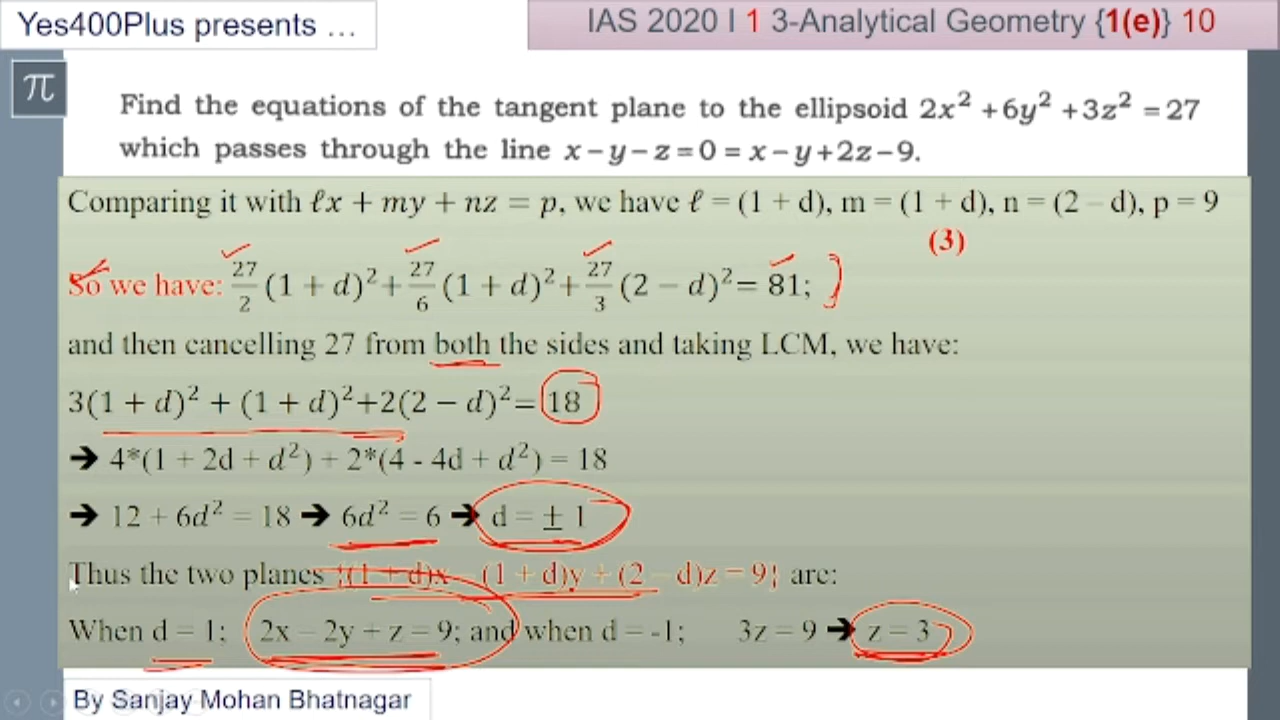 Yes400Plus presents …
IAS 2020 I 1 3-Analytical Geometry {1(e)} 10
π
Find the equations of the tangent plane to the ellipsoid 2x² + 6y² + 3z² = 27
which passes through the line x – y – z = 0 = x – y + 2z – 9.
Comparing it with ℓx + my + nz = p, we have ℓ = (1 + d), m = (1 + d), n = (2 – d), p = 9
(3)
So we have: 27/2 (1 + d)² + 27/6 (1 + d)² + 27/3 (2 − d)² = 81;
and then cancelling 27 from both the sides and taking LCM, we have:
3(1 + d)² + (1 + d)²+2(2 − d)² = 18
➔ 4*(1 + 2d + d²) + 2*(4 - 4d + d²) = 18
➔ 12 + 6d² = 18 ➔ 6d² = 6 ➔ d = ± 1
Thus the two planes {(1 + d)x – (1 + d)y + (2 – d)z = 9} are:
When d = 1; 2x – 2y + z = 9; and when d = -1; 3z = 9 ➔ z = 3
By Sanjay Mohan Bhatnagar